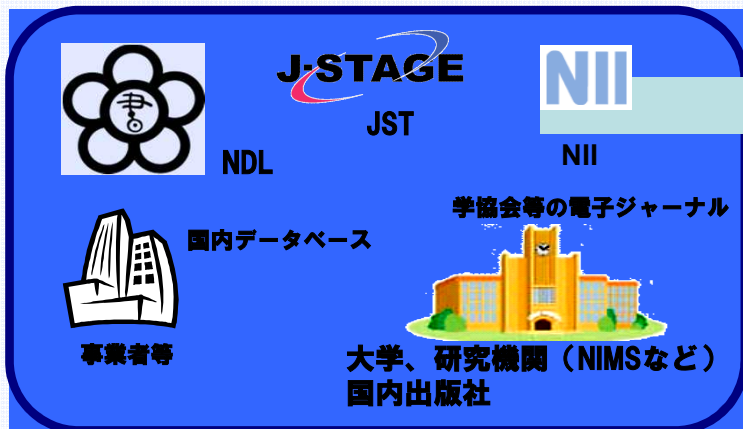 書
J-STAGE
NII
JST
NDL
NII
学協会等の電子ジャーナル
国内データベース
事業者等
大学、研究機関（NIMSなど）
国内出版社